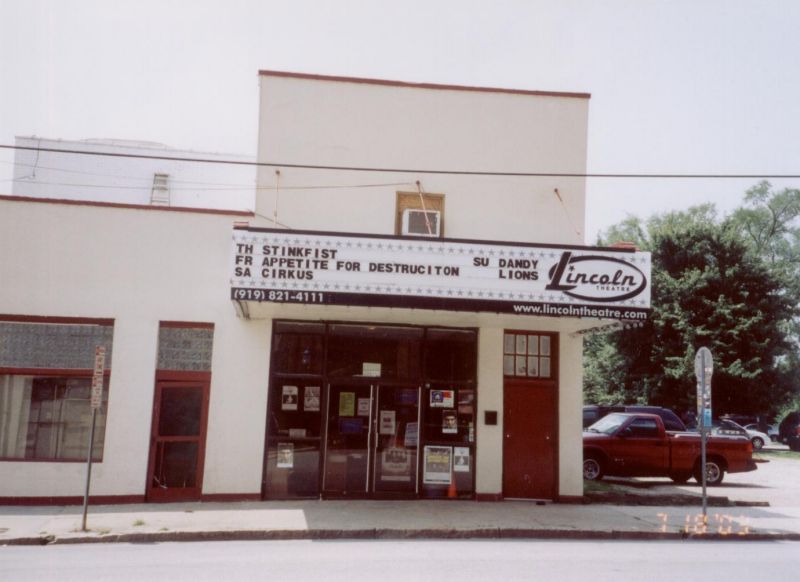 TH STINKFIST
FR APPETITE FOR DESTRUCITON
SA CIRKUS
SU DANDY
LIONS
Lincoln
THEATRE
(919) 821-4111
www.lincolntheatre.com
7 18 '03